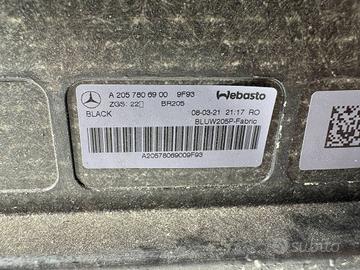 A 205 780 69 00 9F93 Webasto
ZGS: 22 BR205
BLACK 08-03-21 21:17 RO
BLUW205P-Fabric
A20578069009F93
subito